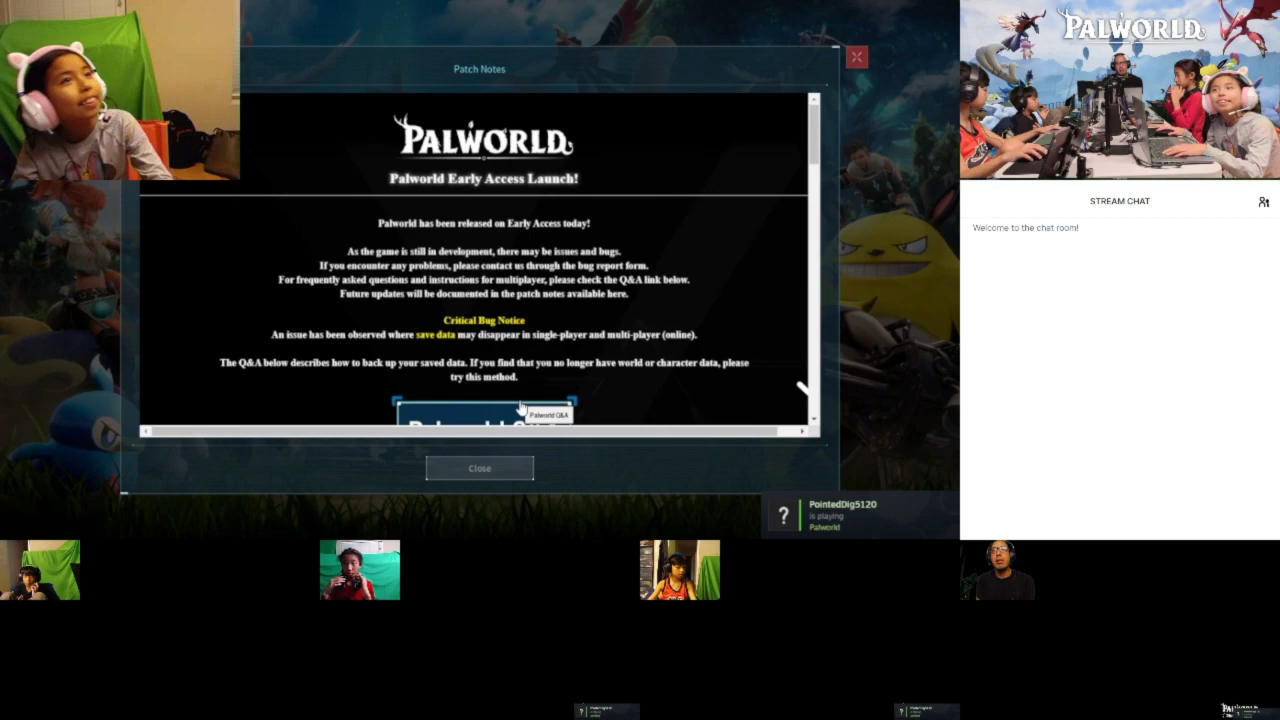 PALWORLD
Patch Notes
PALWORLD
Palworld Early Access Launch!
Palworld has been released on Early Access today!
As the game is still in development, there may be issues and bugs.
If you encounter any problems, please contact us through the bug report form.
For frequently asked questions and instructions for multiplayer, please check the Q&A link below.
Future updates will be documented in the patch notes available here.
Critical Bug Notice
An issue has been observed where save data may disappear in single-player and multi-player (online).
The Q&A below describes how to back up your saved data. If you find that you no longer have world or character data, please
try this method.
Palworld Q&A
Close
STREAM CHAT
Welcome to the chat room!
?
PointedDig5120
is playing
Palworld